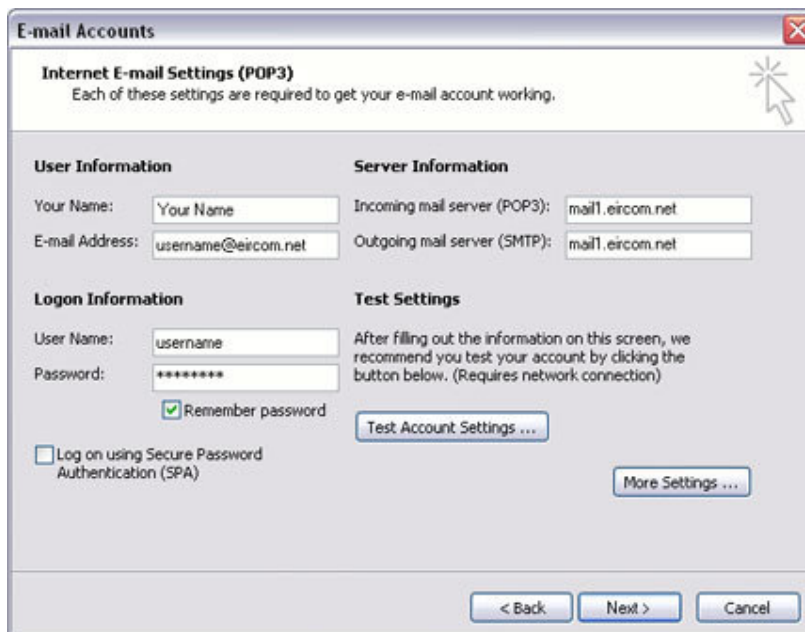 E-mail Accounts
Internet E-mail Settings (POP3)
Each of these settings are required to get your e-mail account working.
User Information
Your Name:
Your Name
E-mail Address:
username@eircom.net
Server Information
Incoming mail server (POP3):
mail1.eircom.net
Outgoing mail server (SMTP):
mail1.eircom.net
Logon Information
User Name:
username
Password:
********
Remember password
Log on using Secure Password
Authentication (SPA)
Test Settings
After filling out the information on this screen, we
recommend you test your account by clicking the
button below. (Requires network connection)
Test Account Settings ...
More Settings ...
< Back
Next >
Cancel